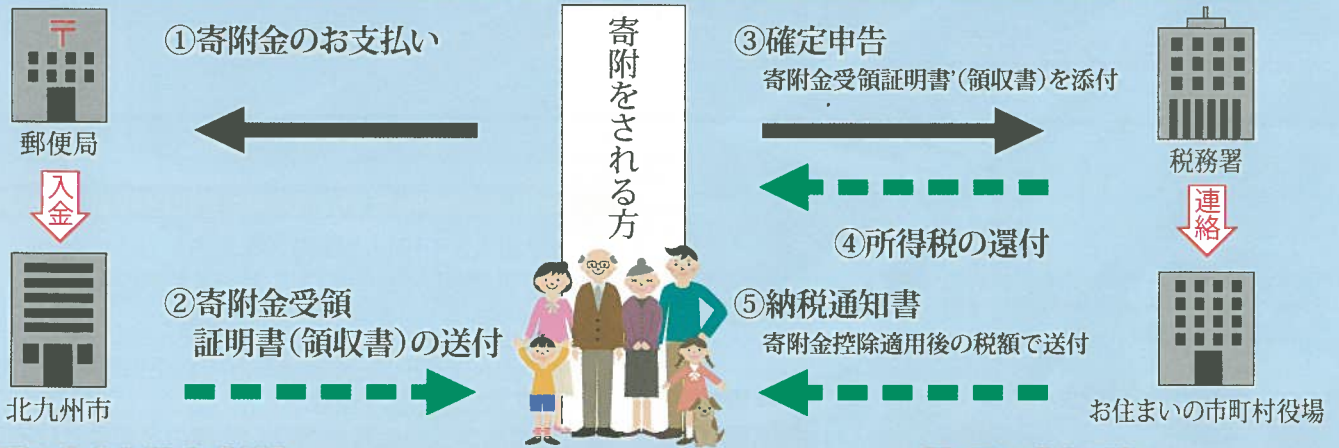 〒
郵便局
入金
北九州市
①寄附金のお支払い
②寄附金受領
証明書(領収書)の送付
寄附をされる方
③確定申告
寄附金受領証明書(領収書)を添付
④所得税の還付
⑤納税通知書
寄附金控除適用後の税額で送付
税務署
連絡
お住まいの市町村役場